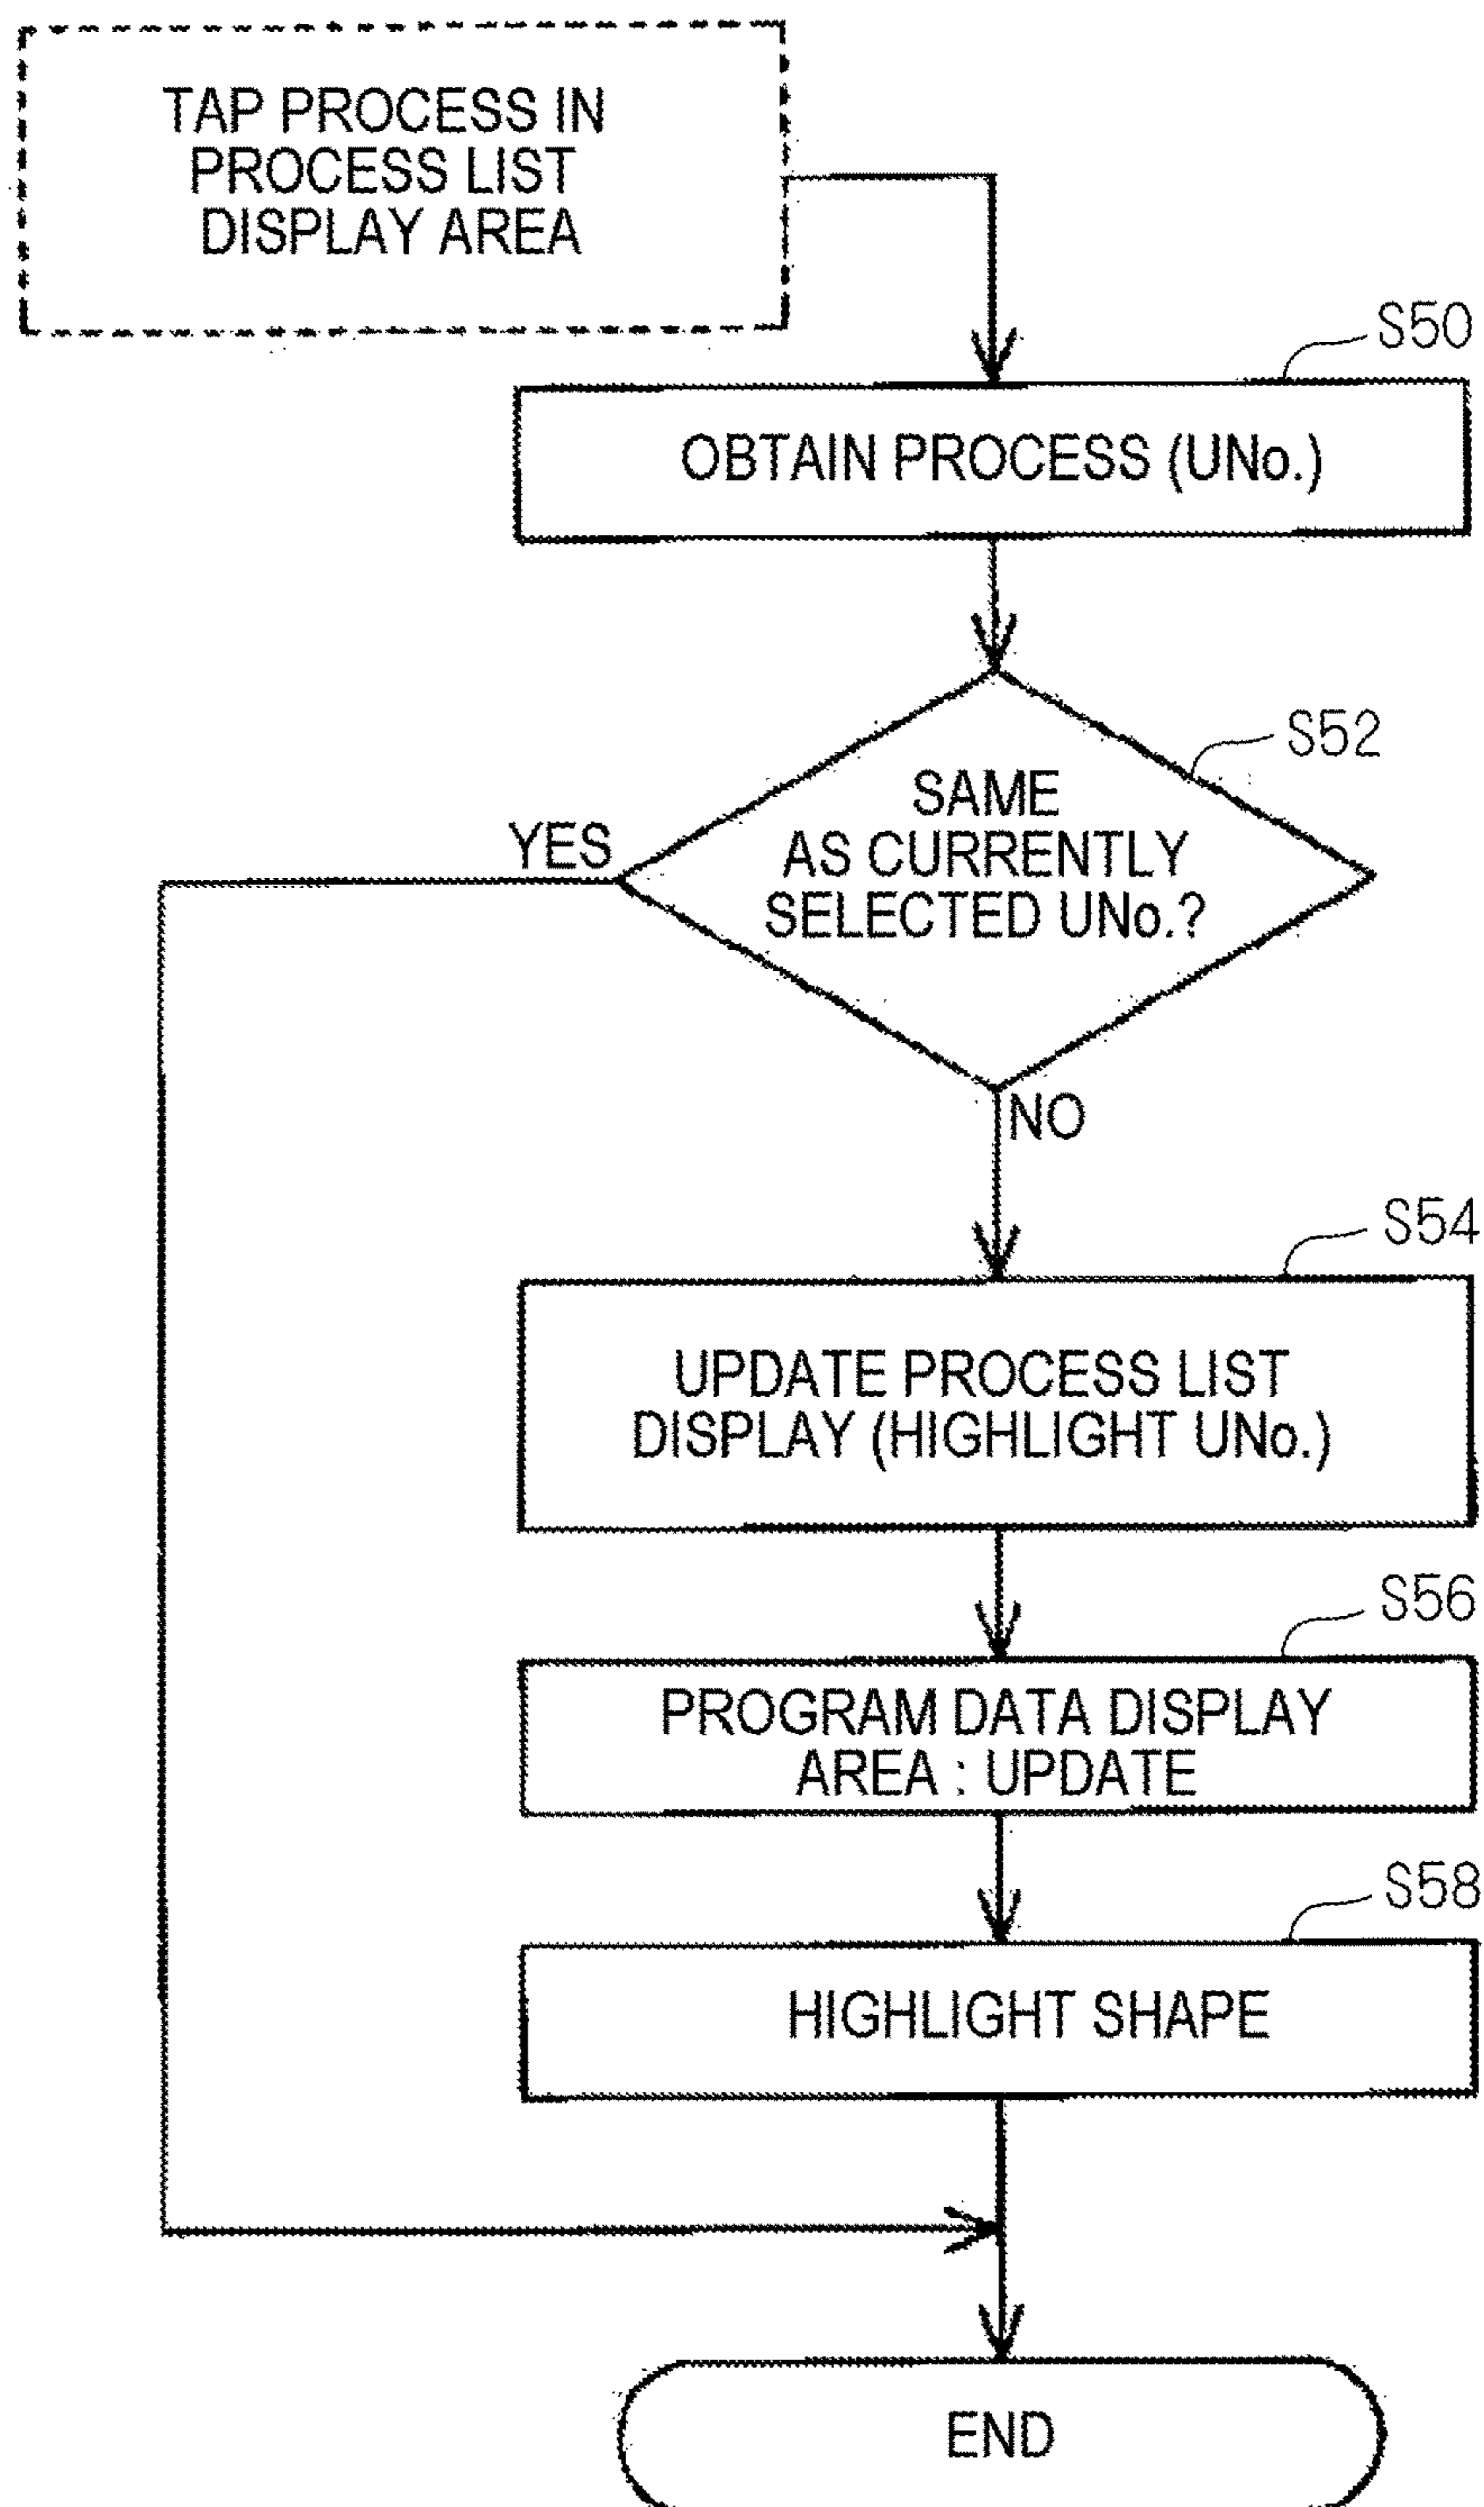 TAP PROCESS IN
PROCESS LIST
DISPLAY AREA
S50
OBTAIN PROCESS (UNo.)
S52
SAME
AS CURRENTLY
SELECTED UNo.?
YES
NO
S54
UPDATE PROCESS LIST
DISPLAY (HIGHLIGHT UNo.)
S56
PROGRAM DATA DISPLAY
AREA : UPDATE
S58
HIGHLIGHT SHAPE
END